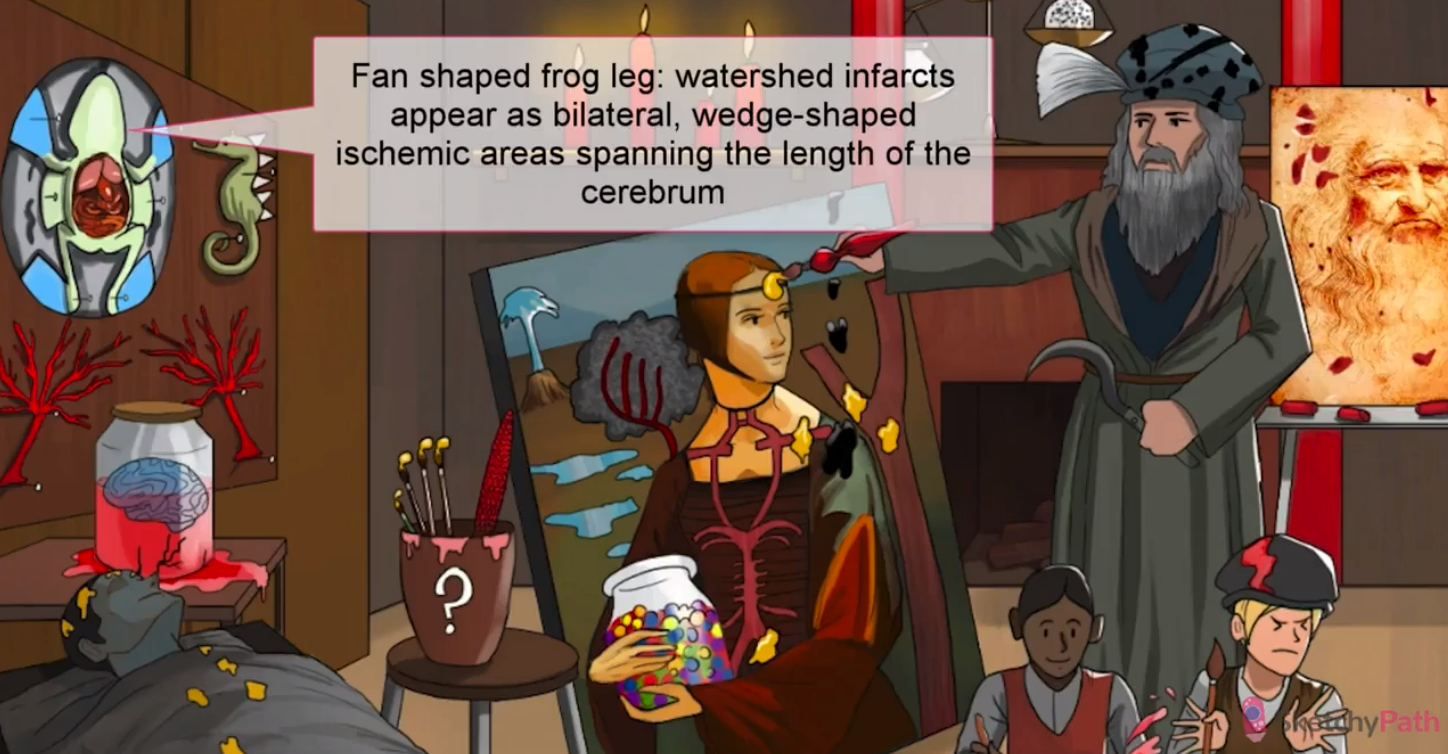 Fan shaped frog leg: watershed infarcts
appear as bilateral, wedge-shaped
ischemic areas spanning the length of the
cerebrum
?
sketchyPath